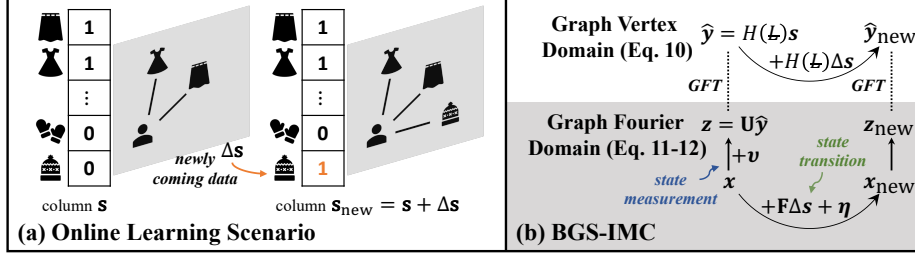 1
1
⋮
0
0
column s
newly
coming data
Δs
1
1
⋮
0
1
column s_new = s + Δs
(a) Online Learning Scenario
Graph Vertex
Domain (Eq. 10)
ŷ = H(Ł)s
ŷ_new
+H(Ł)Δs
GFT
GFT
Graph Fourier
Domain (Eq. 11-12)
z = Uŷ
z_new
+υ
state
measurement
state
transition
x
x_new
+FΔs + η
(b) BGS-IMC